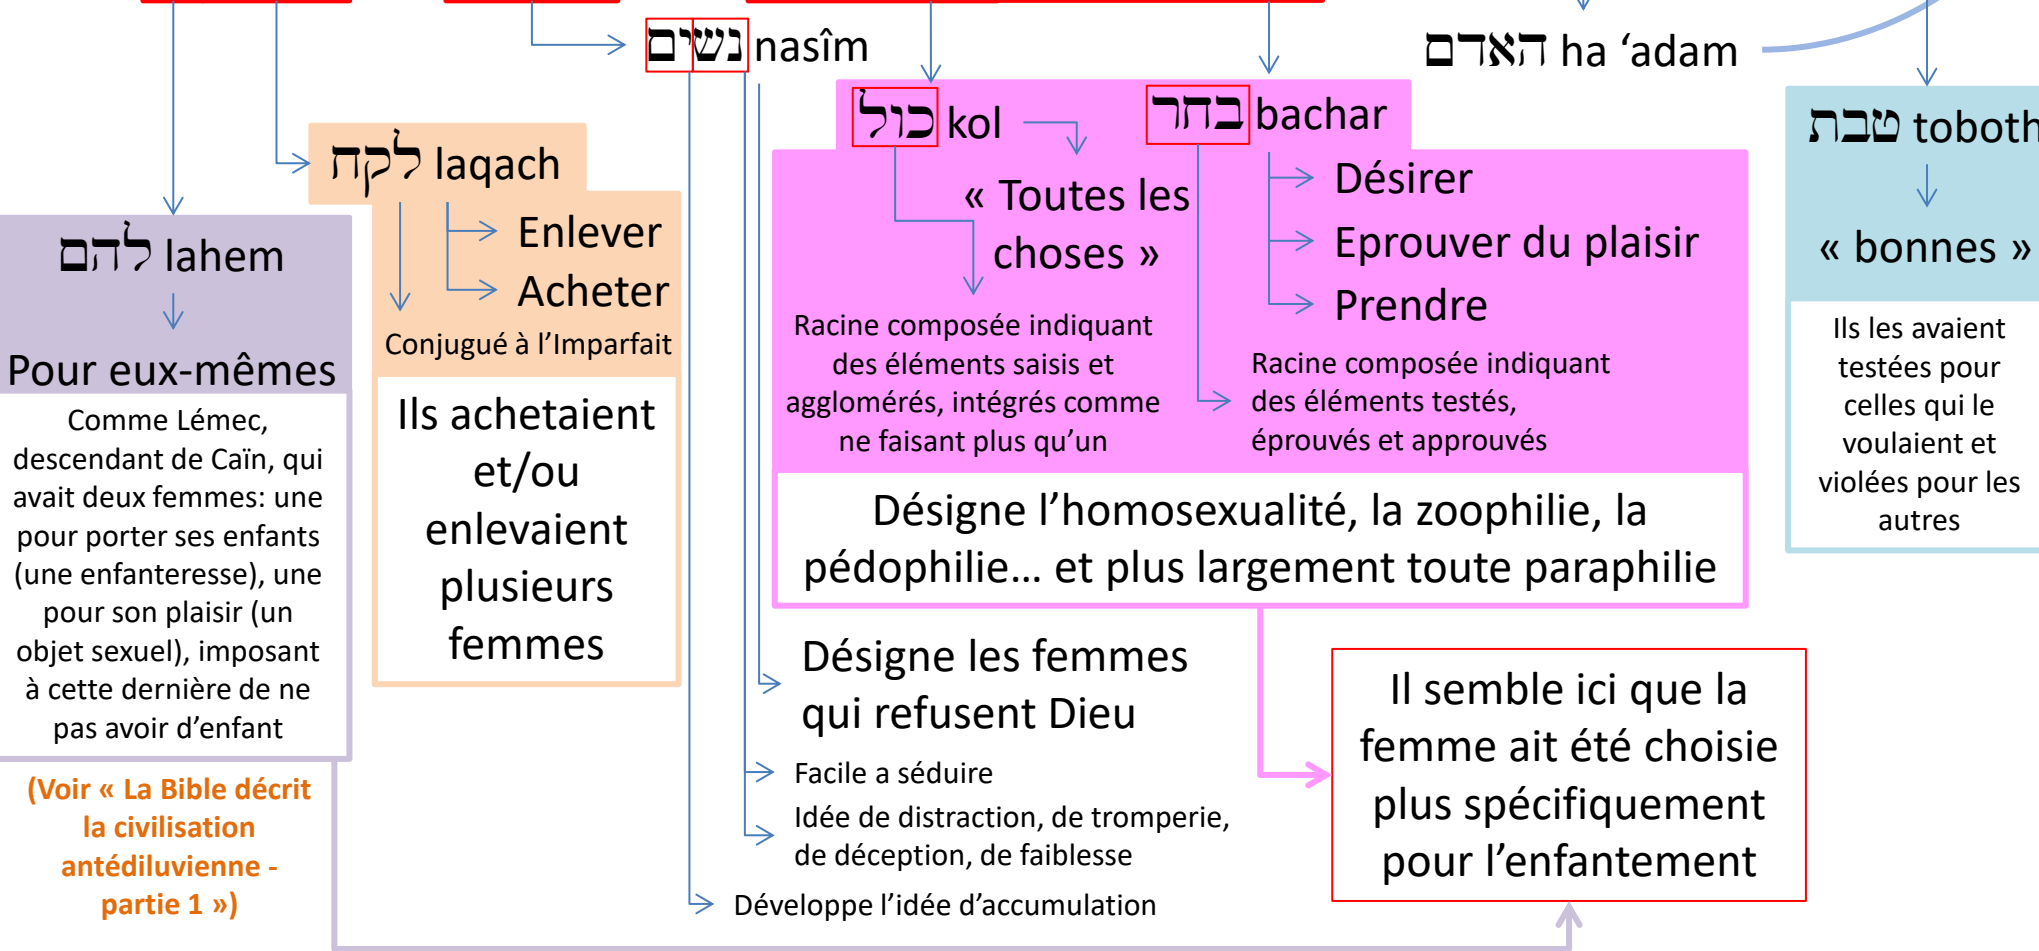 נשים nasîm
האדם ha ‘adam
כול kol
בחר bachar
טבת toboth
לקח laqach
« Toutes les
choses »
Désirer
Eprouver du plaisir
Prendre
« bonnes »
להם lahem
Enlever
Acheter
Conjugué à l’Imparfait
Pour eux-mêmes
Racine composée indiquant
des éléments saisis et
agglomérés, intégrés comme
ne faisant plus qu’un
Racine composée indiquant
des éléments testés,
éprouvés et approuvés
Ils les avaient
testées pour
celles qui le
voulaient et
violées pour les
autres
Comme Lémec,
descendant de Caïn, qui
avait deux femmes: une
pour porter ses enfants
(une enfanteresse), une
pour son plaisir (un
objet sexuel), imposant
à cette dernière de ne
pas avoir d’enfant
Ils achetaient
et/ou
enlevaient
plusieurs
femmes
Désigne l’homosexualité, la zoophilie, la
pédophilie… et plus largement toute paraphilie
Désigne les femmes
qui refusent Dieu
Facile a séduire
Idée de distraction, de tromperie,
de déception, de faiblesse
Développe l’idée d’accumulation
Il semble ici que la
femme ait été choisie
plus spécifiquement
pour l’enfantement
(Voir « La Bible décrit
la civilisation
antédiluvienne -
partie 1 »)